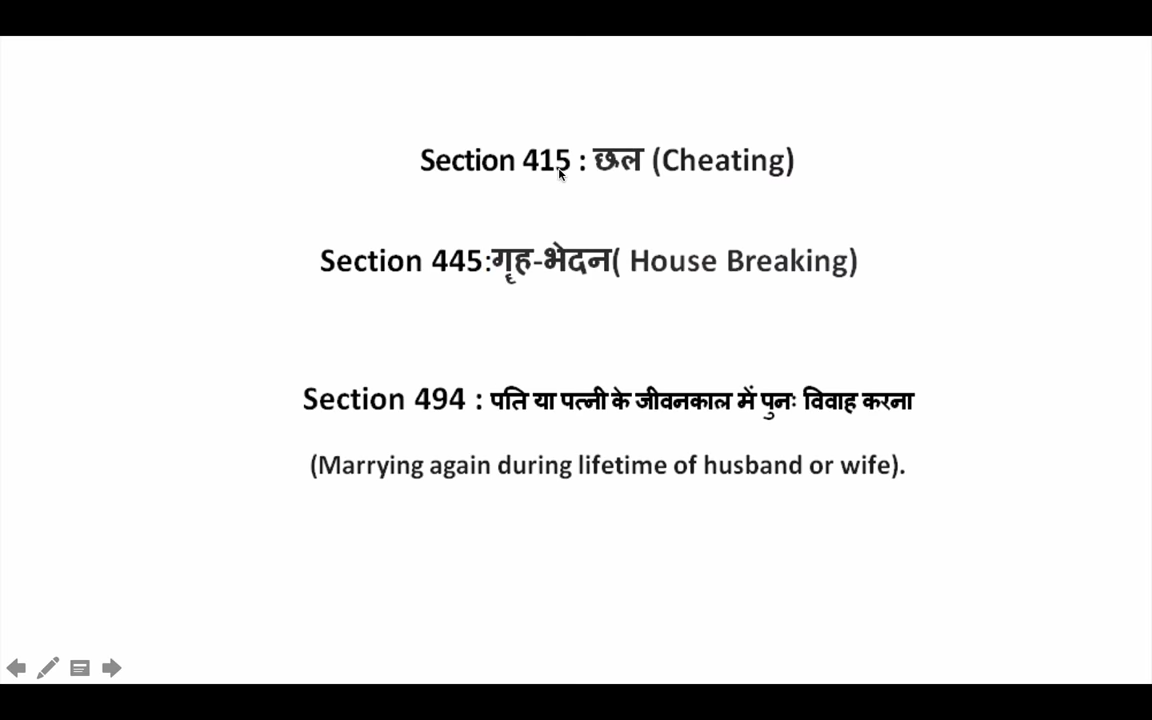 Section 415 : छल (Cheating)
Section 445:गृह-भेदन( House Breaking)
Section 494 : पति या पत्नी के जीवनकाल में पुनः विवाह करना
(Marrying again during lifetime of husband or wife).